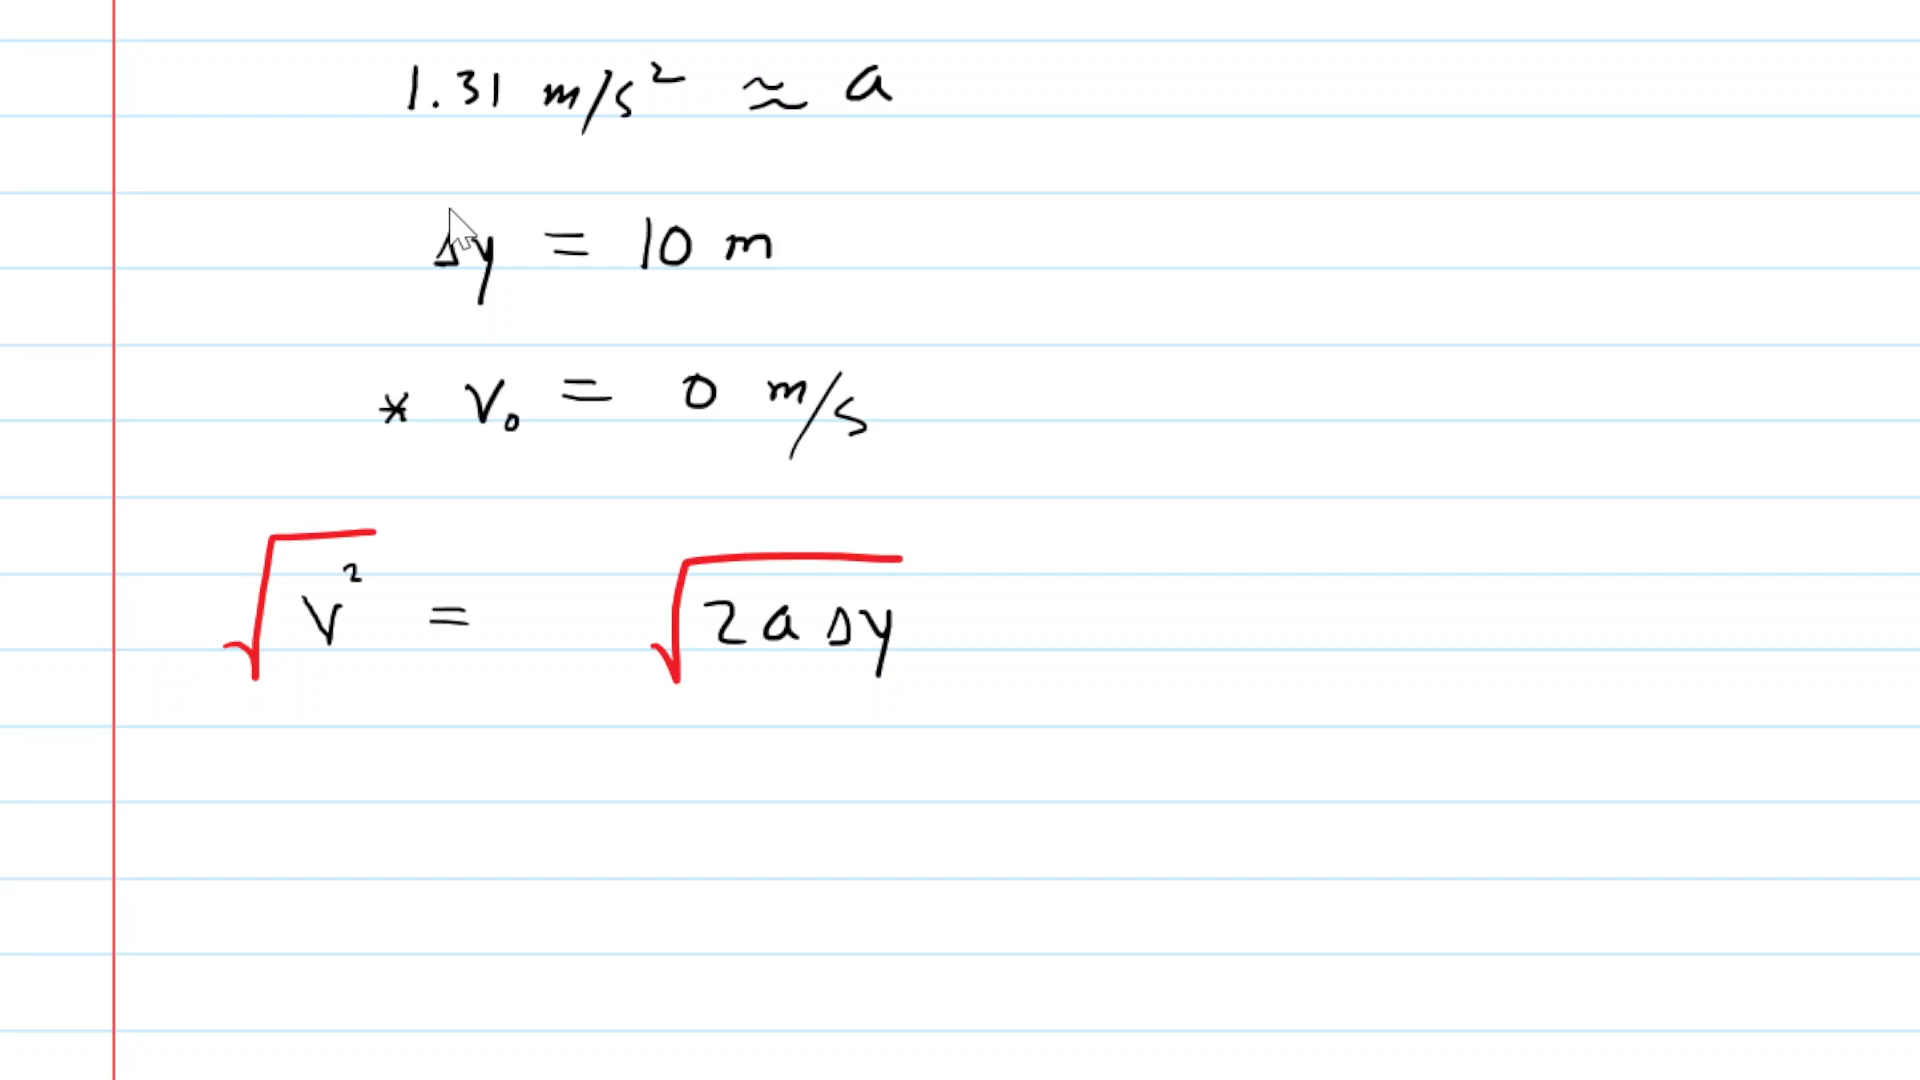 1.31 m/s² ≈ a
Δy = 10 m
* v₀ = 0 m/s
√v² = √2aΔy